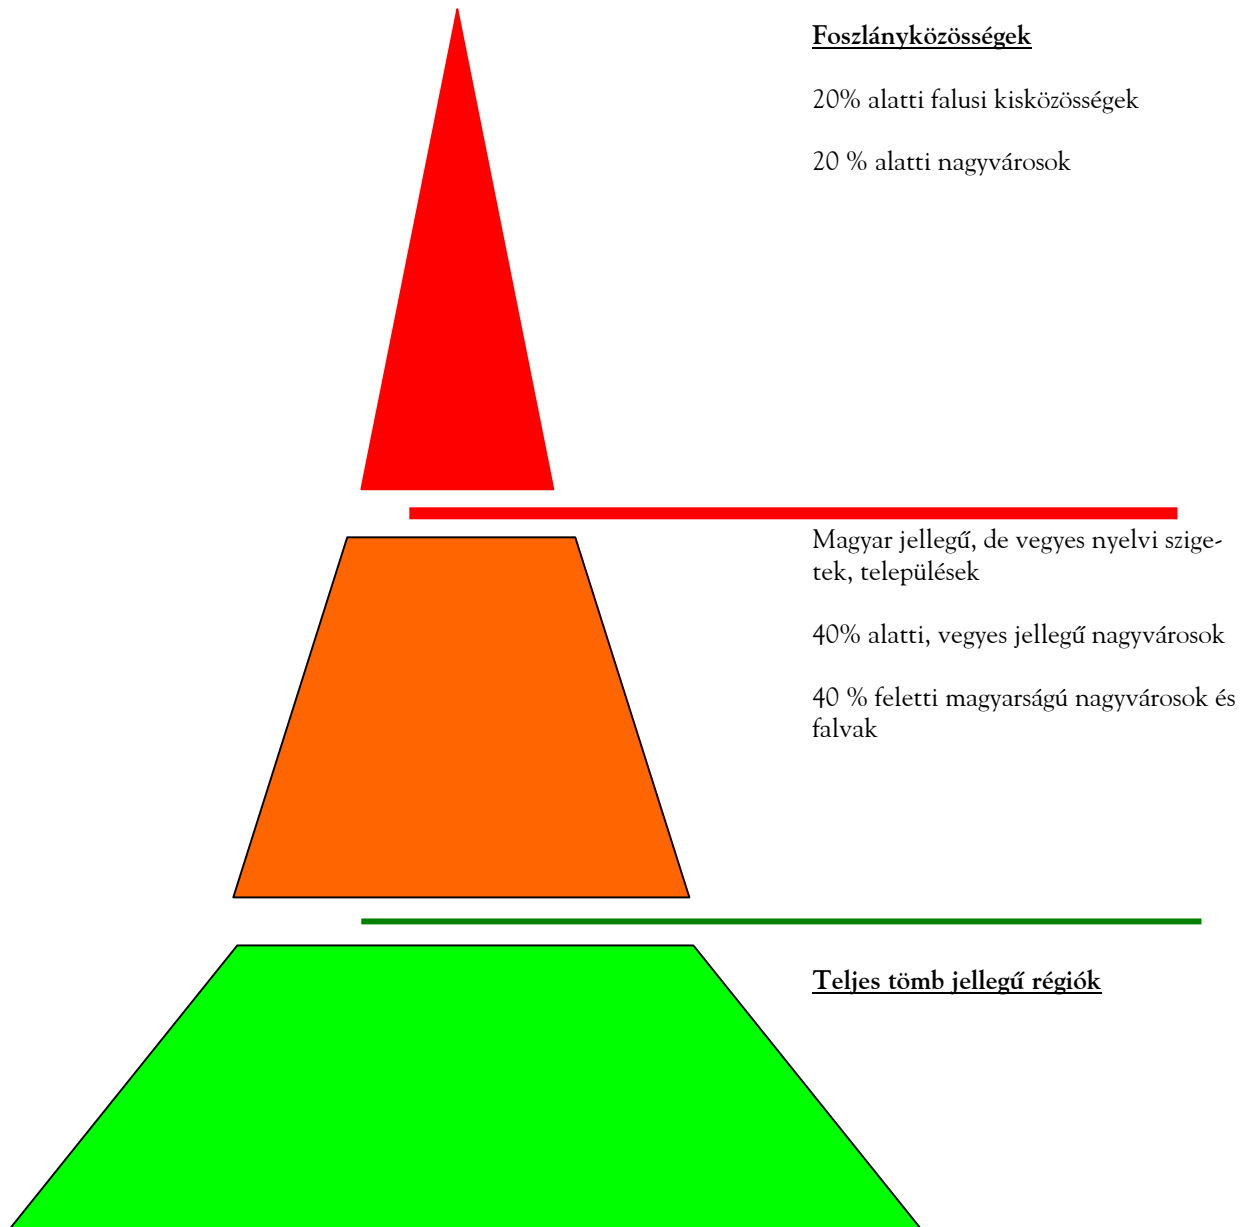 Foszlányközösségek
20% alatti falusi kisközösségek
20 % alatti nagyvárosok
Magyar jellegű, de vegyes nyelvi szige-
tek, települések
40% alatti, vegyes jellegű nagyvárosok
40 % feletti magyarságú nagyvárosok és
falvak
Teljes tömb jellegű régiók